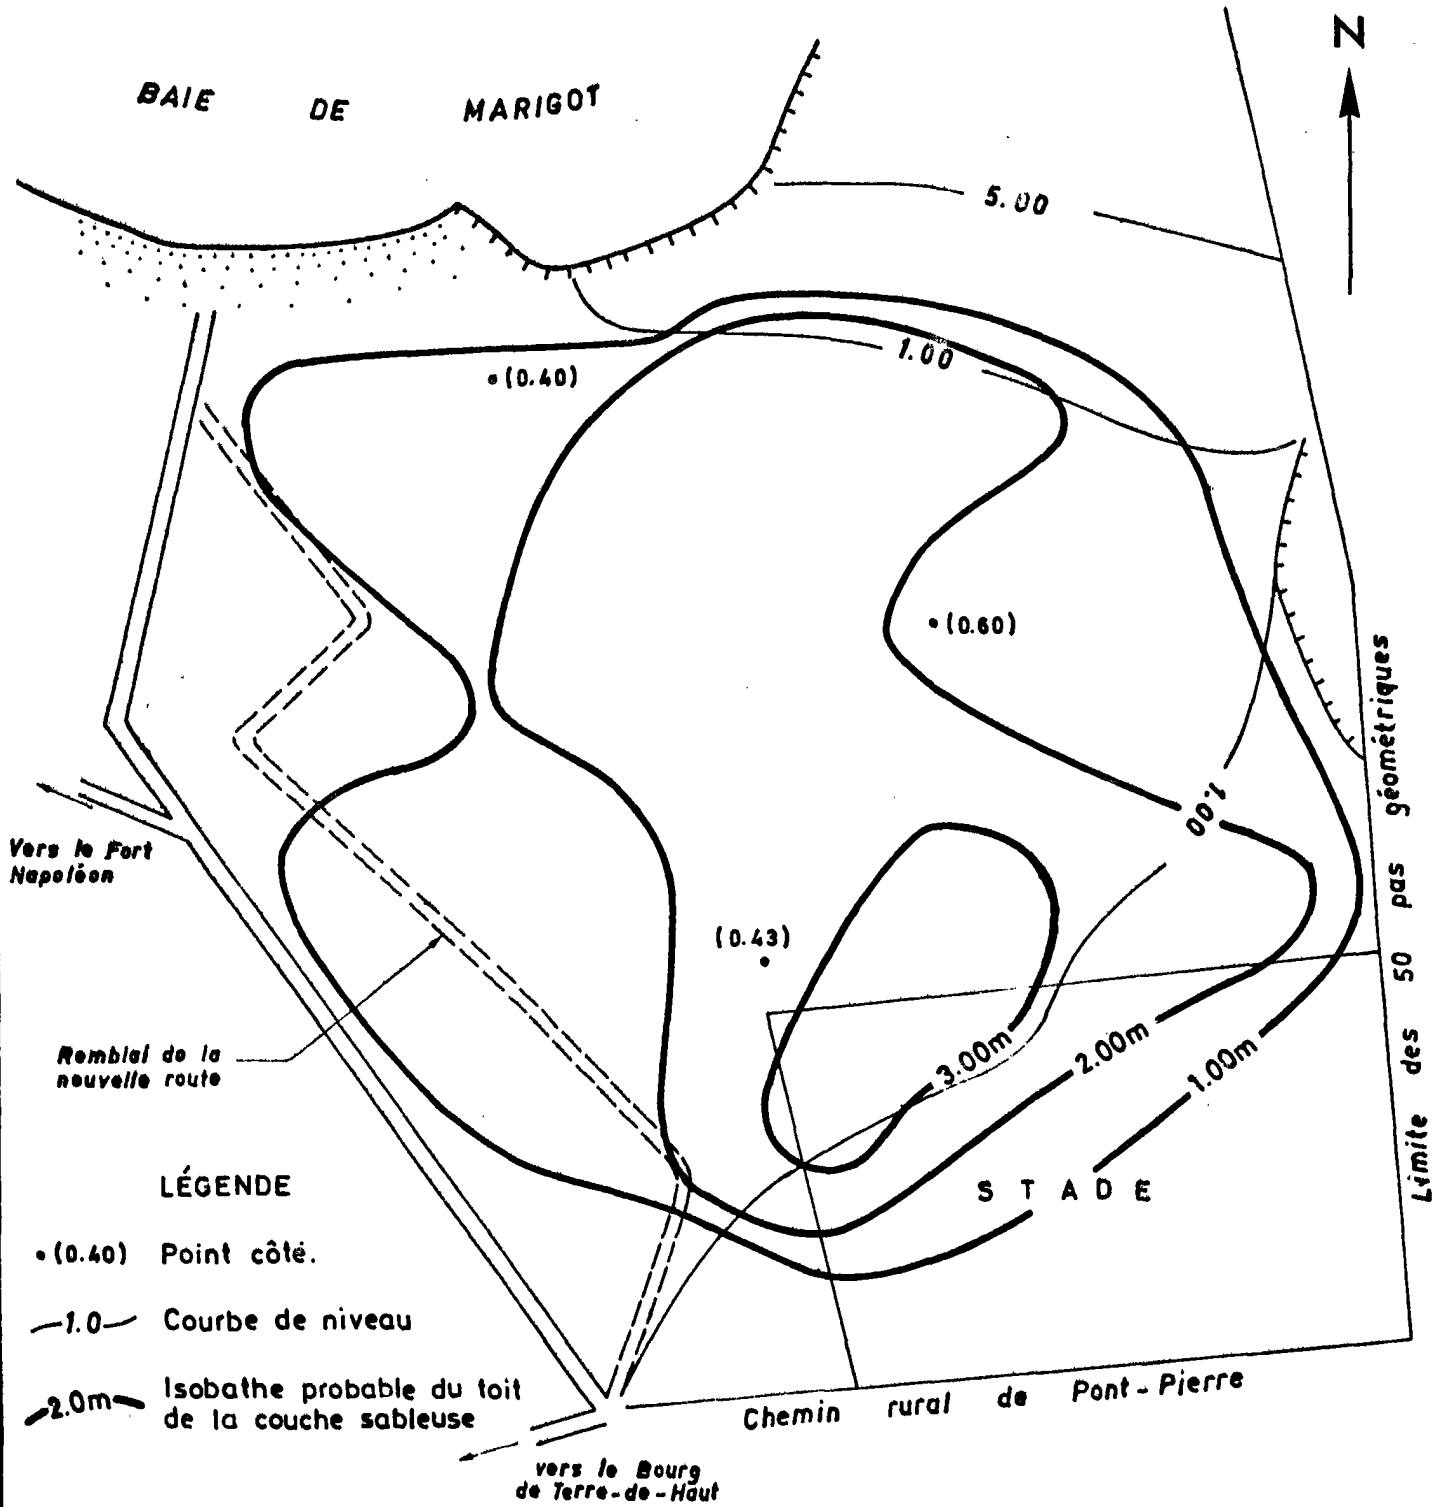 N
BAIE DE MARIGOT
5.00
1.00
(0.40)
(0.60)
1.00
géométriques
Vers le Fort
Napoléon
pas
(0.43)
50
Remblai de la
nouvelle route
3.00m
2.00m
1.00m
des
Limite
STADE
LÉGENDE
(0.40) Point côté.
1.0 Courbe de niveau
2.0m Isobathe probable du toit
de la couche sableuse
Chemin rural de Pont-Pierre
vers le Bourg
de Terre-de-Haut